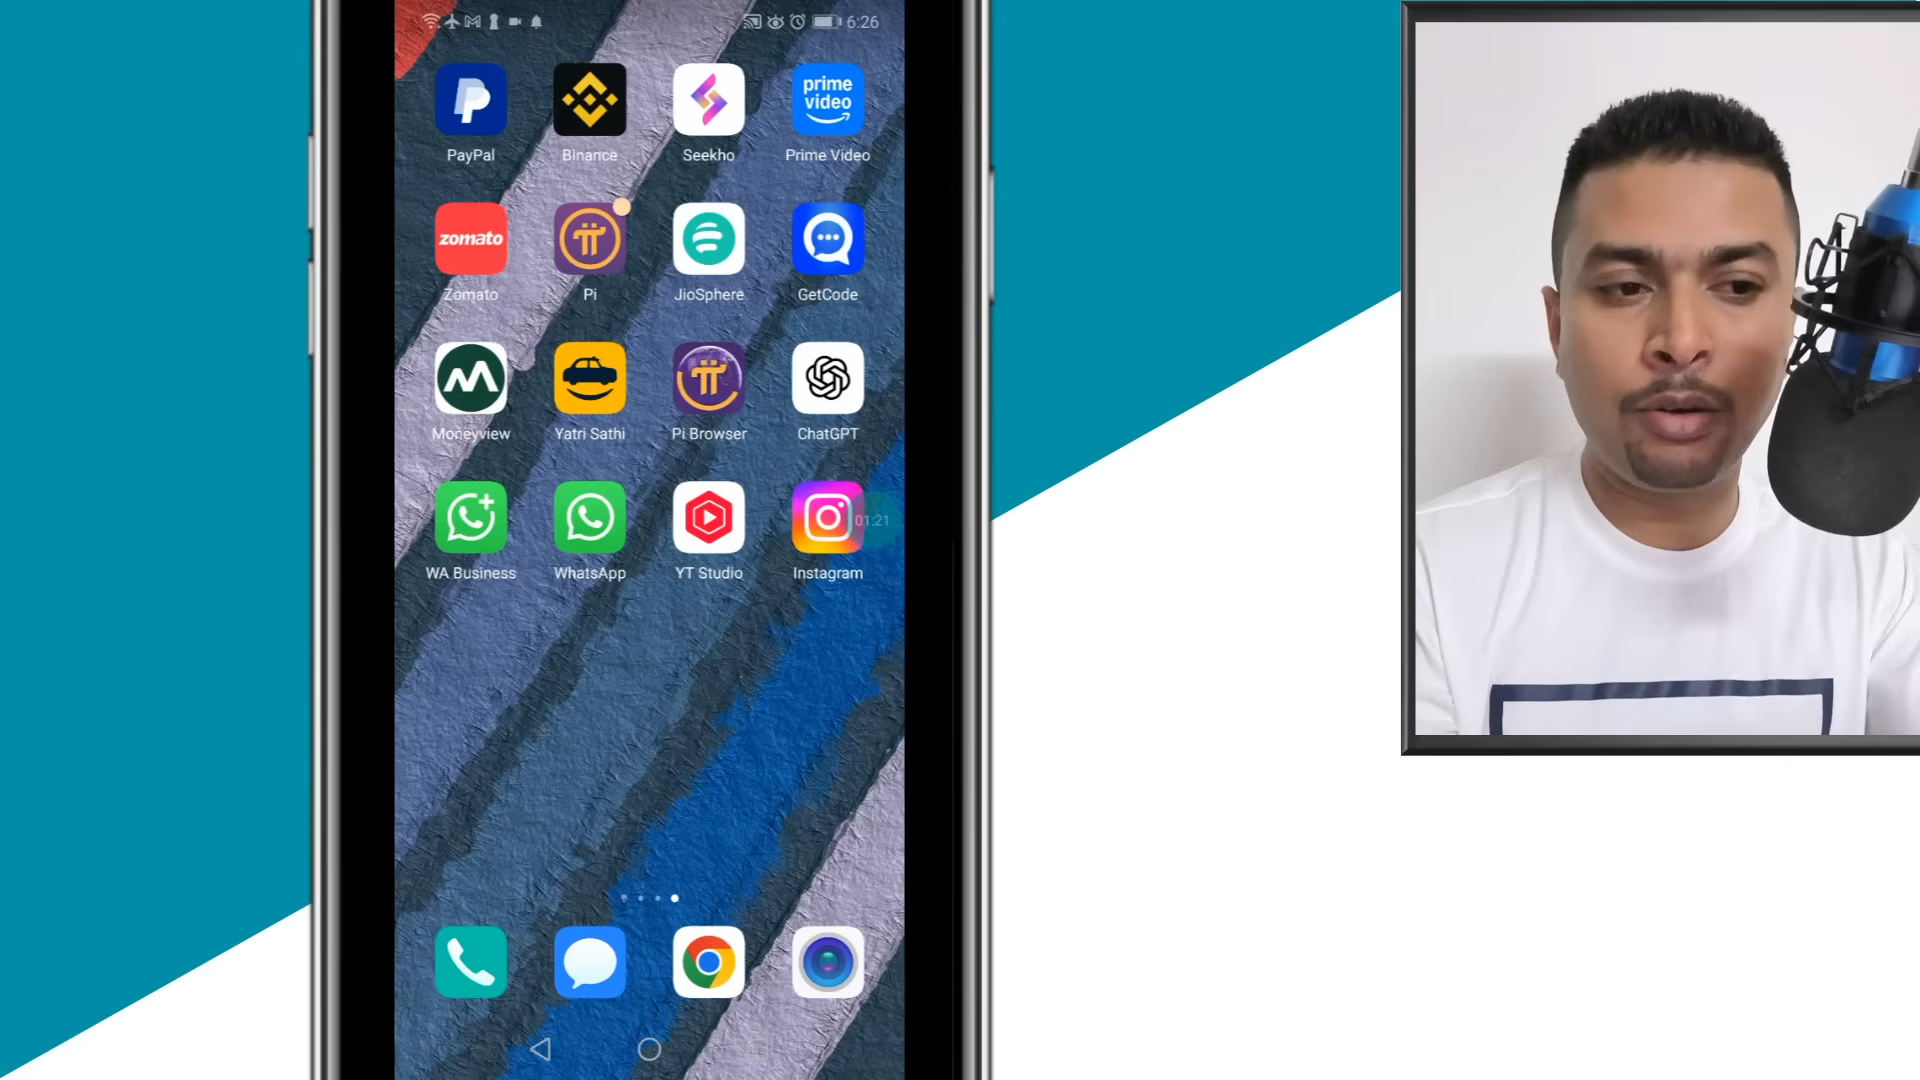 6:26
prime
video
PayPal Binance Seekho Prime Video
zomato
Zomato Pi JioSphere GetCode
Moneyview Yatri Sathi Pi Browser ChatGPT
01:21
WA Business WhatsApp YT Studio Instagram